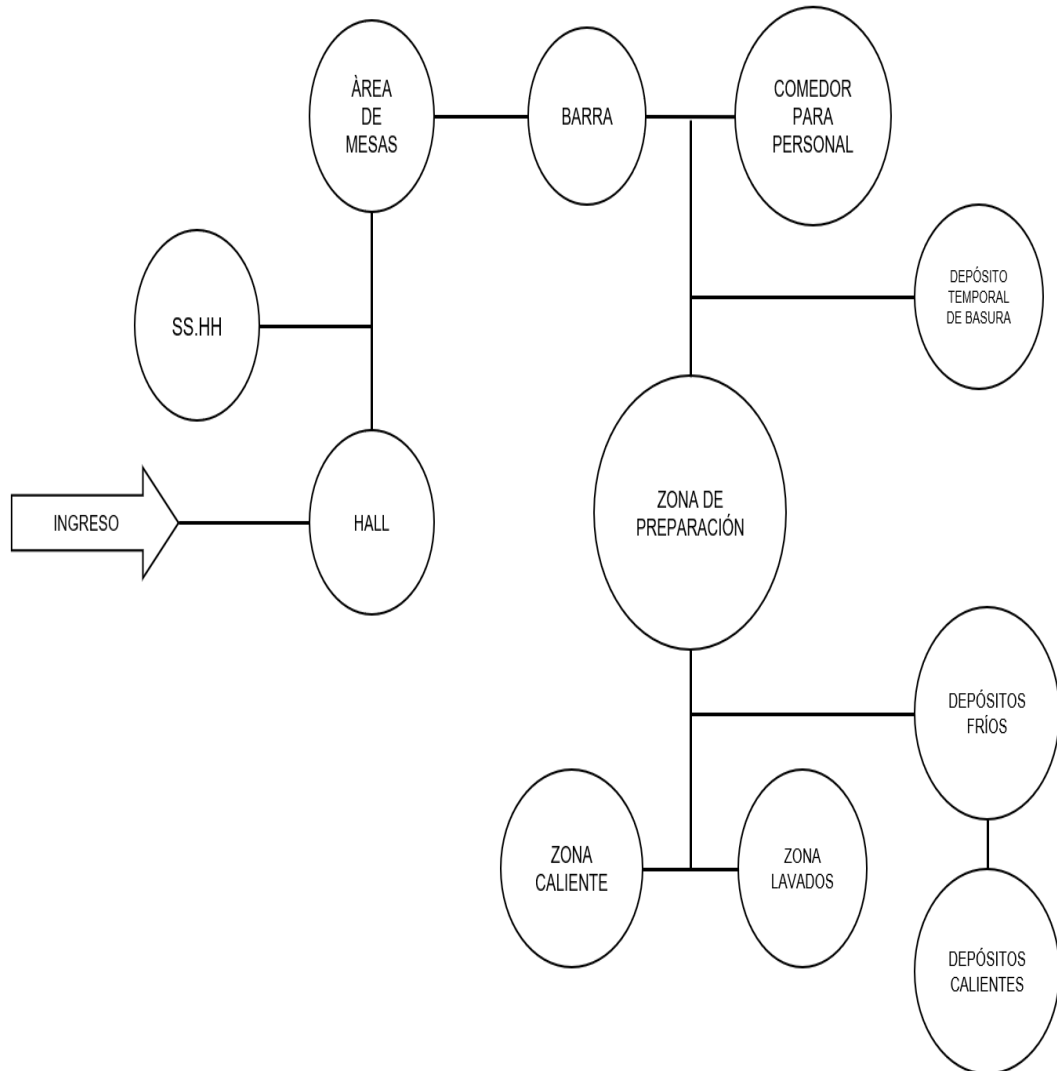 ÀREA
DE
MESAS
BARRA
COMEDOR
PARA
PERSONAL
SS.HH
DEPÓSITO
TEMPORAL
DE BASURA
INGRESO
HALL
ZONA DE
PREPARACIÓN
DEPÓSITOS
FRÍOS
ZONA
CALIENTE
ZONA
LAVADOS
DEPÓSITOS
CALIENTES